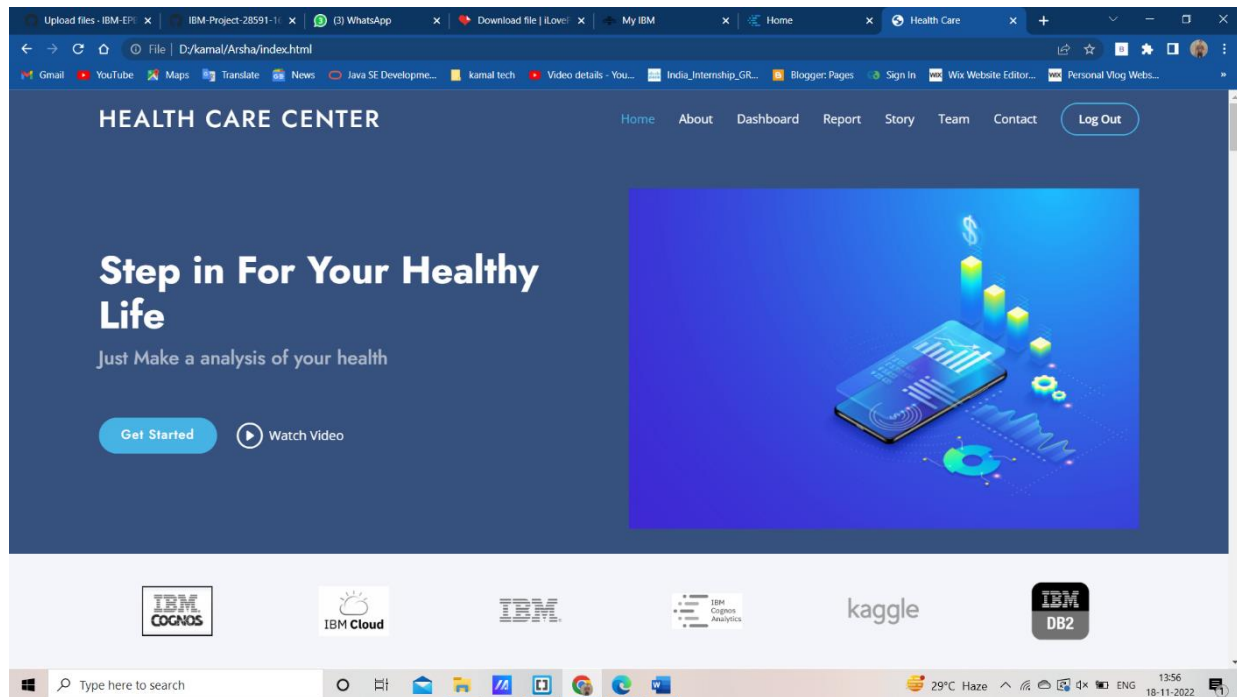 Upload files - IBM-EPI
IBM-Project-28591-1
(3) WhatsApp
Download file | iLoveP
My IBM
Home
Health Care
File | D:/kamal/Arsha/index.html
Gmail YouTube Maps Translate News Java SE Developme... kamal tech Video details - You... India_Internship_GR... Blogger: Pages Sign In WIX Wix Website Editor... WIX Personal Vlog Webs... »
HEALTH CARE CENTER
Home About Dashboard Report Story Team Contact Log Out
Step in For Your Healthy
Life
Just Make a analysis of your health
Get Started Watch Video
IBM
COGNOS
IBM Cloud
IBM
IBM
Cognos
Analytics
kaggle
IBM
DB2
Type here to search
29°C Haze
ENG
13:56
18-11-2022